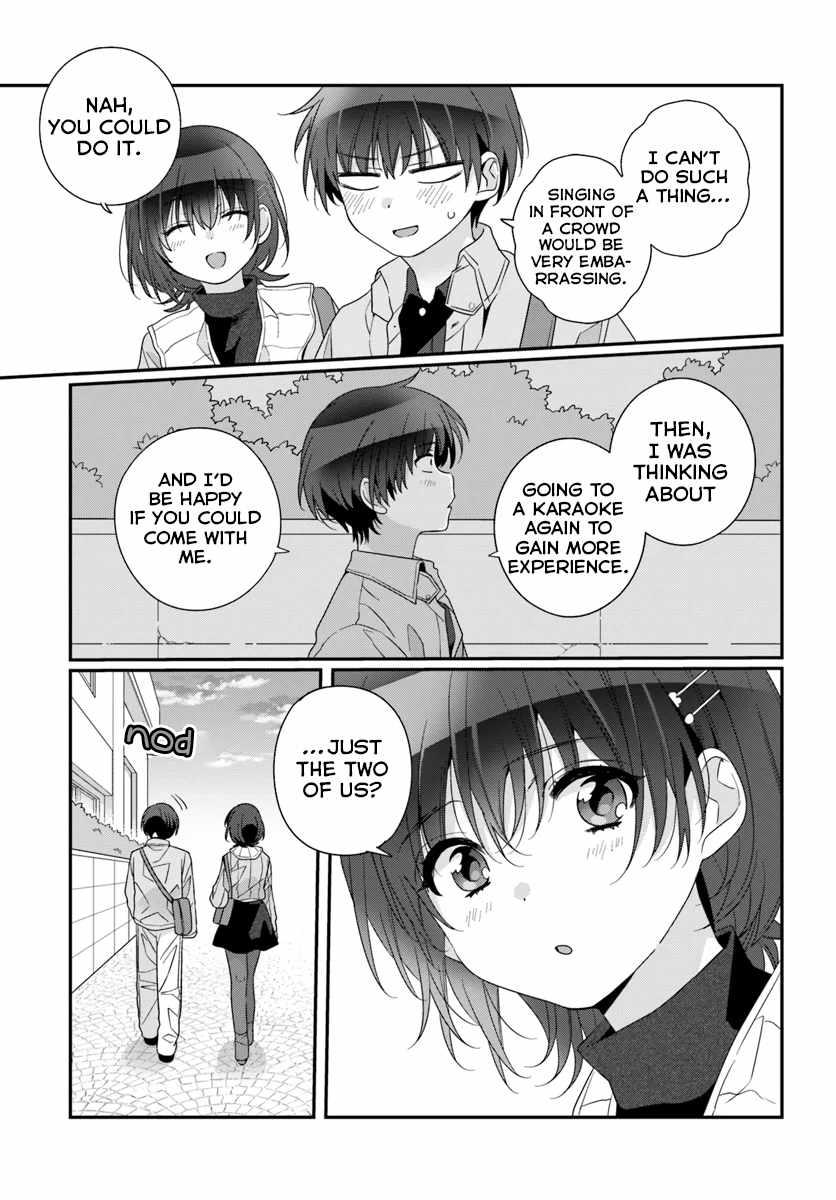 I CAN'T
DO SUCH
A THING...
SINGING
IN FRONT OF
A CROWD
WOULD BE
VERY EMBA-
RRASSING.
NAH,
YOU COULD
DO IT.
THEN,
I WAS
THINKING
ABOUT
GOING TO
A KARAOKE
AGAIN TO
GAIN MORE
EXPERIENCE.
AND I'D
BE HAPPY
IF YOU COULD
COME WITH
ME.
...JUST
THE TWO
OF US?
nod